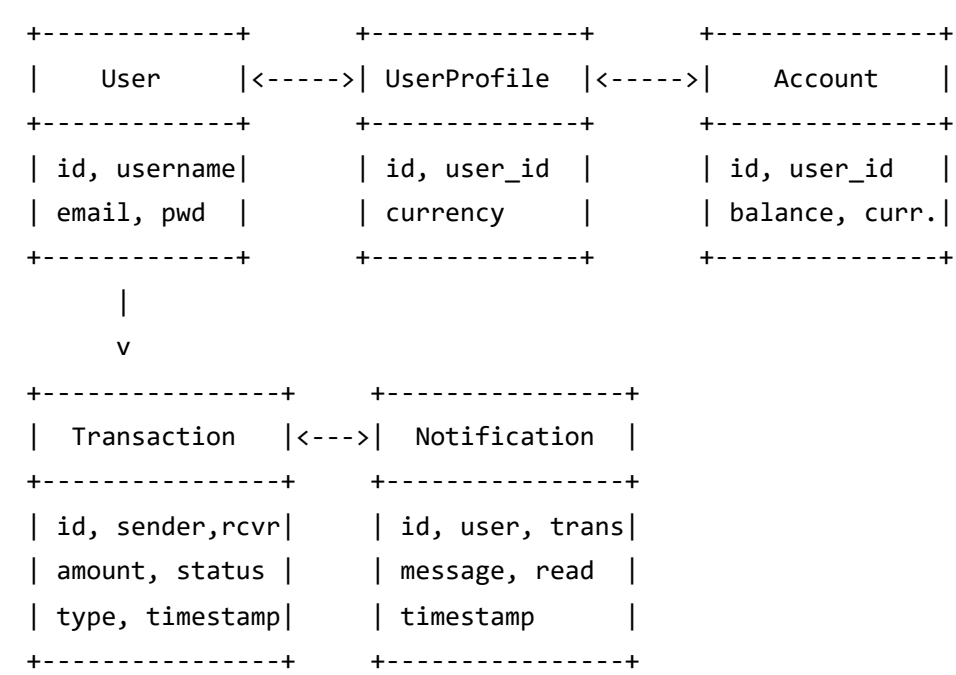 +-------------+       +--------------+       +---------------+
|    User     |<----->| UserProfile  |<----->|    Account    |
+-------------+       +--------------+       +---------------+
| id, username|       | id, user_id  |       | id, user_id   |
| email, pwd  |       | currency     |       | balance, curr.|
+-------------+       +--------------+       +---------------+
      |
      v
+----------------+     +----------------+
|  Transaction   |<--->|  Notification  |
+----------------+     +----------------+
| id, sender,rcvr|     | id, user, trans|
| amount, status |     | message, read  |
| type, timestamp|     | timestamp      |
+----------------+     +----------------+